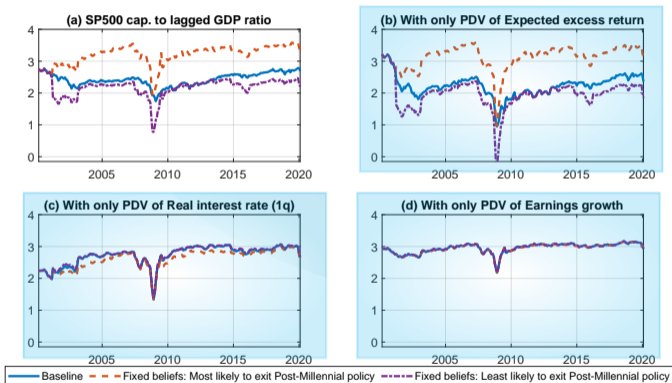 (a) SP500 cap. to lagged GDP ratio
4
3
2
1
0
2005 2010 2015 2020
(b) With only PDV of Expected excess return
4
3
2
1
0
2005 2010 2015 2020
(c) With only PDV of Real interest rate (1q)
4
3
2
1
0
2005 2010 2015 2020
(d) With only PDV of Earnings growth
4
3
2
1
0
2005 2010 2015 2020
Baseline Fixed beliefs: Most likely to exit Post-Millennial policy Fixed beliefs: Least likely to exit Post-Millennial policy